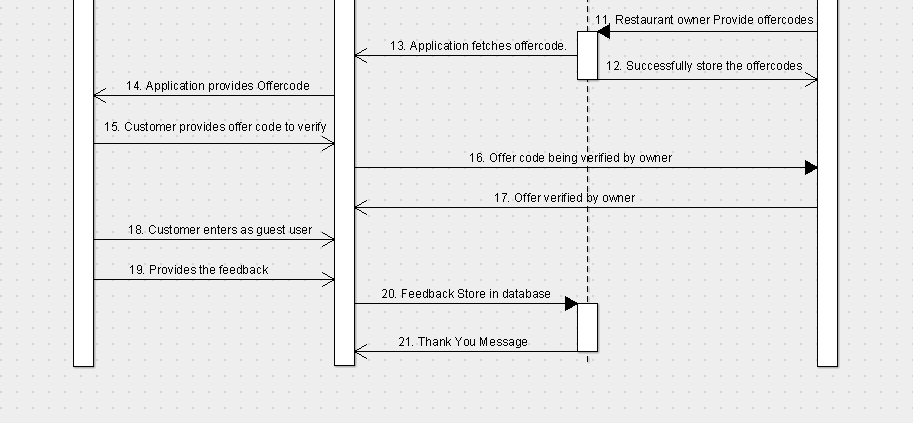 11. Restaurant owner Provide offercodes
13. Application fetches offercode.
12. Successfully store the offercodes
14. Application provides Offercode
15. Customer provides offer code to verify
16. Offer code being verified by owner
17. Offer verified by owner
18. Customer enters as guest user
19. Provides the feedback
20. Feedback Store in database
21. Thank You Message